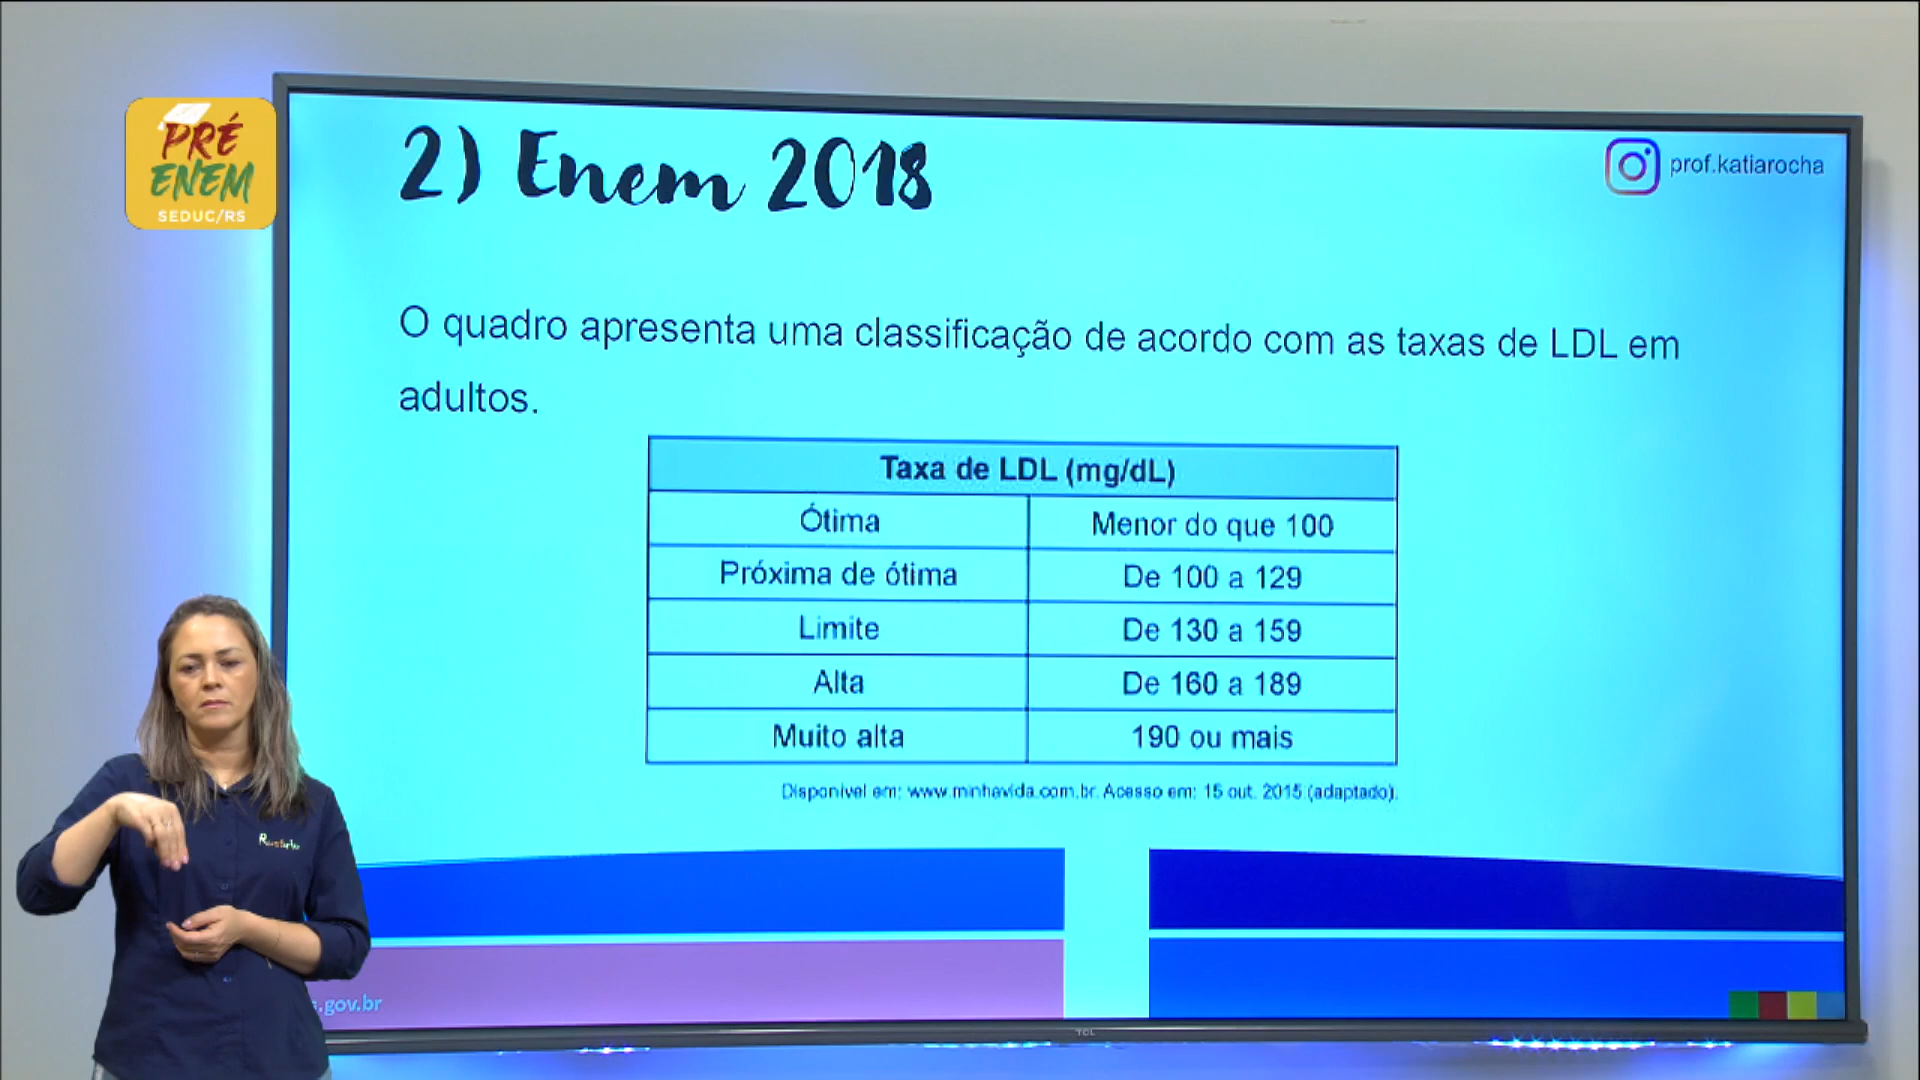 PRÉ
ENEM
SEDUC/RS
2) Enem 2018
prof.katiarocha
O quadro apresenta uma classificação de acordo com as taxas de LDL em
adultos.
Taxa de LDL (mg/dL)
Ótima Menor do que 100
Próxima de ótima De 100 a 129
Limite De 130 a 159
Alta De 160 a 189
Muito alta 190 ou mais
Disponível em: www.minhavida.com.br. Acesso em: 15 out. 2015 (adaptado).
.gov.br
TCL